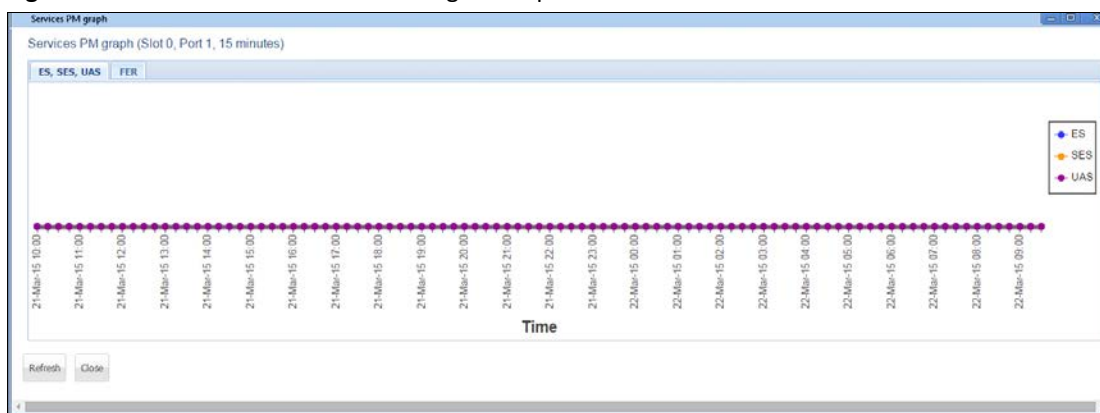 Services PM graph
Services PM graph (Slot 0, Port 1, 15 minutes)
ES, SES, UAS FER
ES
SES
UAS
21-Mar-15 10:00
21-Mar-15 11:00
21-Mar-15 12:00
21-Mar-15 13:00
21-Mar-15 14:00
21-Mar-15 15:00
21-Mar-15 16:00
21-Mar-15 17:00
21-Mar-15 18:00
21-Mar-15 19:00
21-Mar-15 20:00
21-Mar-15 21:00
21-Mar-15 22:00
21-Mar-15 23:00
22-Mar-15 00:00
22-Mar-15 01:00
22-Mar-15 02:00
22-Mar-15 03:00
22-Mar-15 04:00
22-Mar-15 05:00
22-Mar-15 06:00
22-Mar-15 07:00
22-Mar-15 08:00
22-Mar-15 09:00
Time
Refresh Close